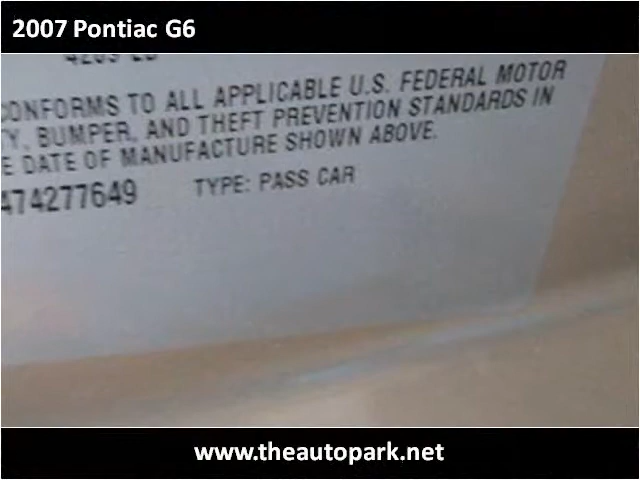 2007 Pontiac G6
CONFORMS TO ALL APPLICABLE U.S. FEDERAL MOTOR
TY, BUMPER, AND THEFT PREVENTION STANDARDS IN
E DATE OF MANUFACTURE SHOWN ABOVE.
474277649 TYPE: PASS CAR
www.theautopark.net